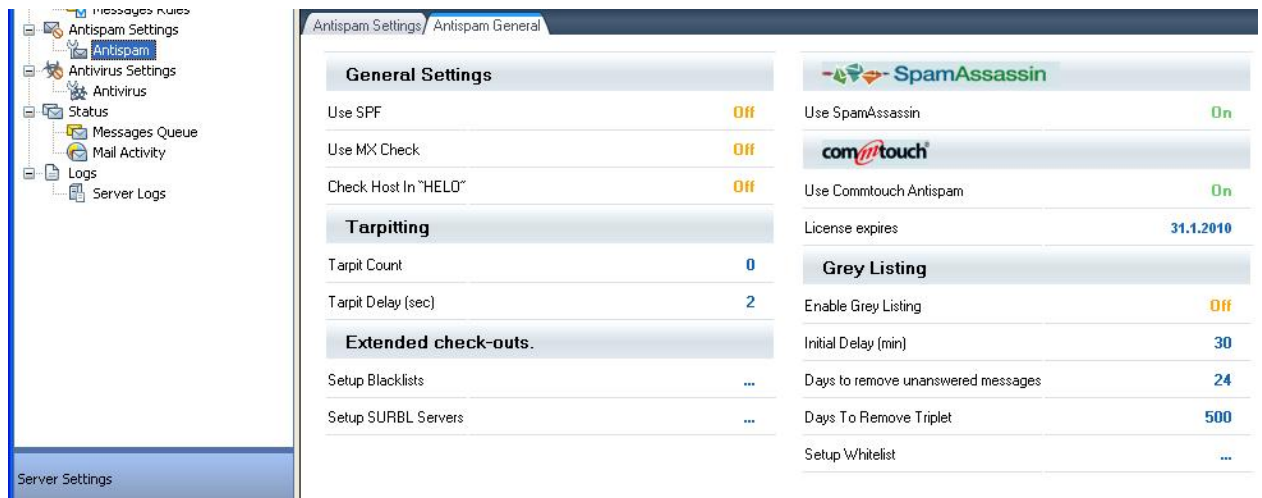 Messages Rules
Antispam Settings
Antispam
Antivirus Settings
Antivirus
Status
Messages Queue
Mail Activity
Logs
Server Logs
Server Settings
Antispam Settings
Antispam General
General Settings
Use SPF Off
Use MX Check Off
Check Host In "HELO" Off
Tarpitting
Tarpit Count 0
Tarpit Delay (sec) 2
Extended check-outs.
Setup Blacklists ...
Setup SURBL Servers ...
SpamAssassin
Use SpamAssassin On
commtouch®
Use Commtouch Antispam On
License expires 31.1.2010
Grey Listing
Enable Grey Listing Off
Initial Delay (min) 30
Days to remove unanswered messages 24
Days To Remove Triplet 500
Setup Whitelist ...